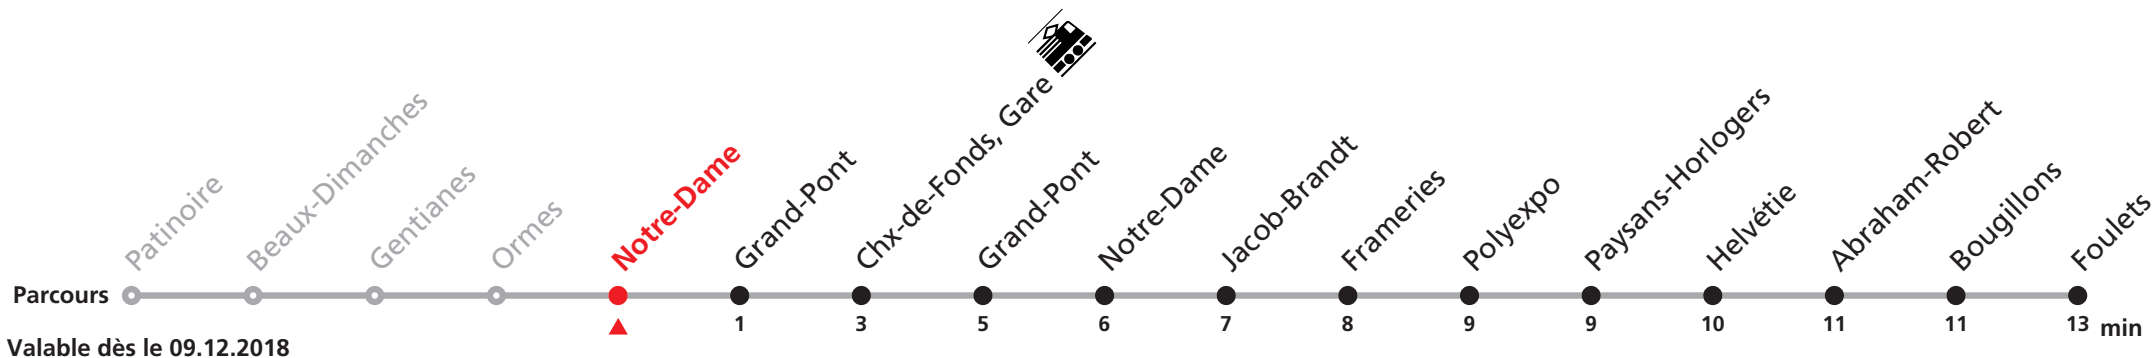 Patinoire
Beaux-Dimanches
Gentianes
Ormes
Notre-Dame
Grand-Pont
Chx-de-Fonds, Gare
Grand-Pont
Notre-Dame
Jacob-Brandt
Frameries
Polyexpo
Paysans-Horlogers
Helvétie
Abraham-Robert
Bougillons
Foulets
Parcours
1 3 5 6 7 8 9 9 10 11 11 13 min
Valable dès le 09.12.2018